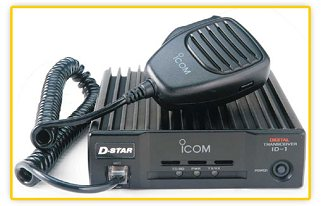 ICOM
D-STAR
ICOM
DIGITAL
TRANSCEIVER
ID-1
POWER